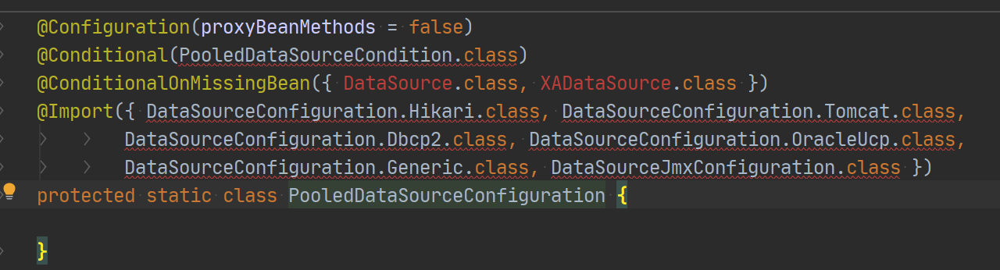 @Configuration(proxyBeanMethods = false)
@Conditional(PooledDataSourceCondition.class)
@ConditionalOnMissingBean({ DataSource.class, XADataSource.class })
@Import({ DataSourceConfiguration.Hikari.class, DataSourceConfiguration.Tomcat.class,
DataSourceConfiguration.Dbcp2.class, DataSourceConfiguration.OracleUcp.class,
DataSourceConfiguration.Generic.class, DataSourceJmxConfiguration.class })
protected static class PooledDataSourceConfiguration {
}